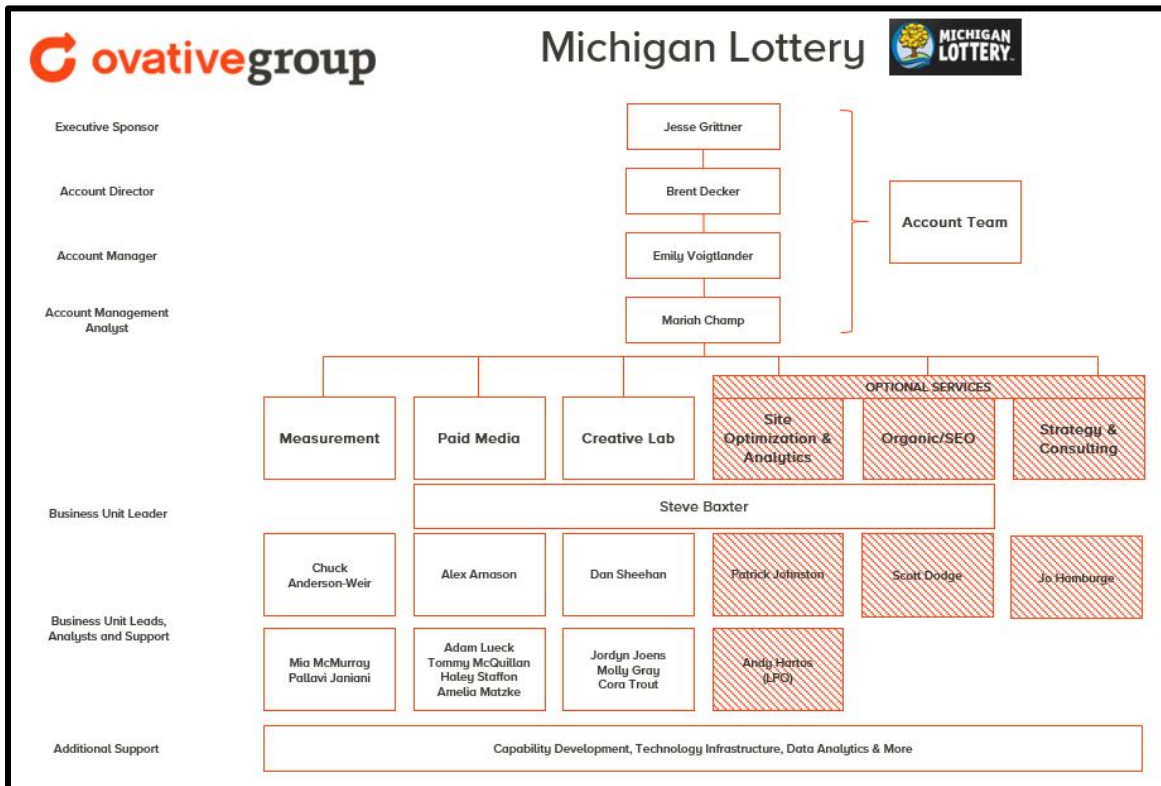 ovativegroup
Michigan Lottery
MICHIGAN
LOTTERY™
Executive Sponsor
Jesse Grittner
Account Director
Brent Decker
Account Team
Account Manager
Emily Voigtlander
Account Management
Analyst
Mariah Champ
OPTIONAL SERVICES
Measurement
Paid Media
Creative Lab
Site
Optimization &
Analytics
Organic/SEO
Strategy &
Consulting
Business Unit Leader
Steve Baxter
Business Unit Leads,
Analysts and Support
Chuck
Anderson-Weir
Alex Arnason
Dan Sheehan
Patrick Johnston
Scott Dodge
Jo Hamburge
Mia McMurray
Pallavi Janiani
Adam Lueck
Tommy McQuillan
Haley Staffon
Amelia Matzke
Jordyn Joens
Molly Gray
Cora Trout
Andy Hartos
(LPO)
Additional Support
Capability Development, Technology Infrastructure, Data Analytics & More